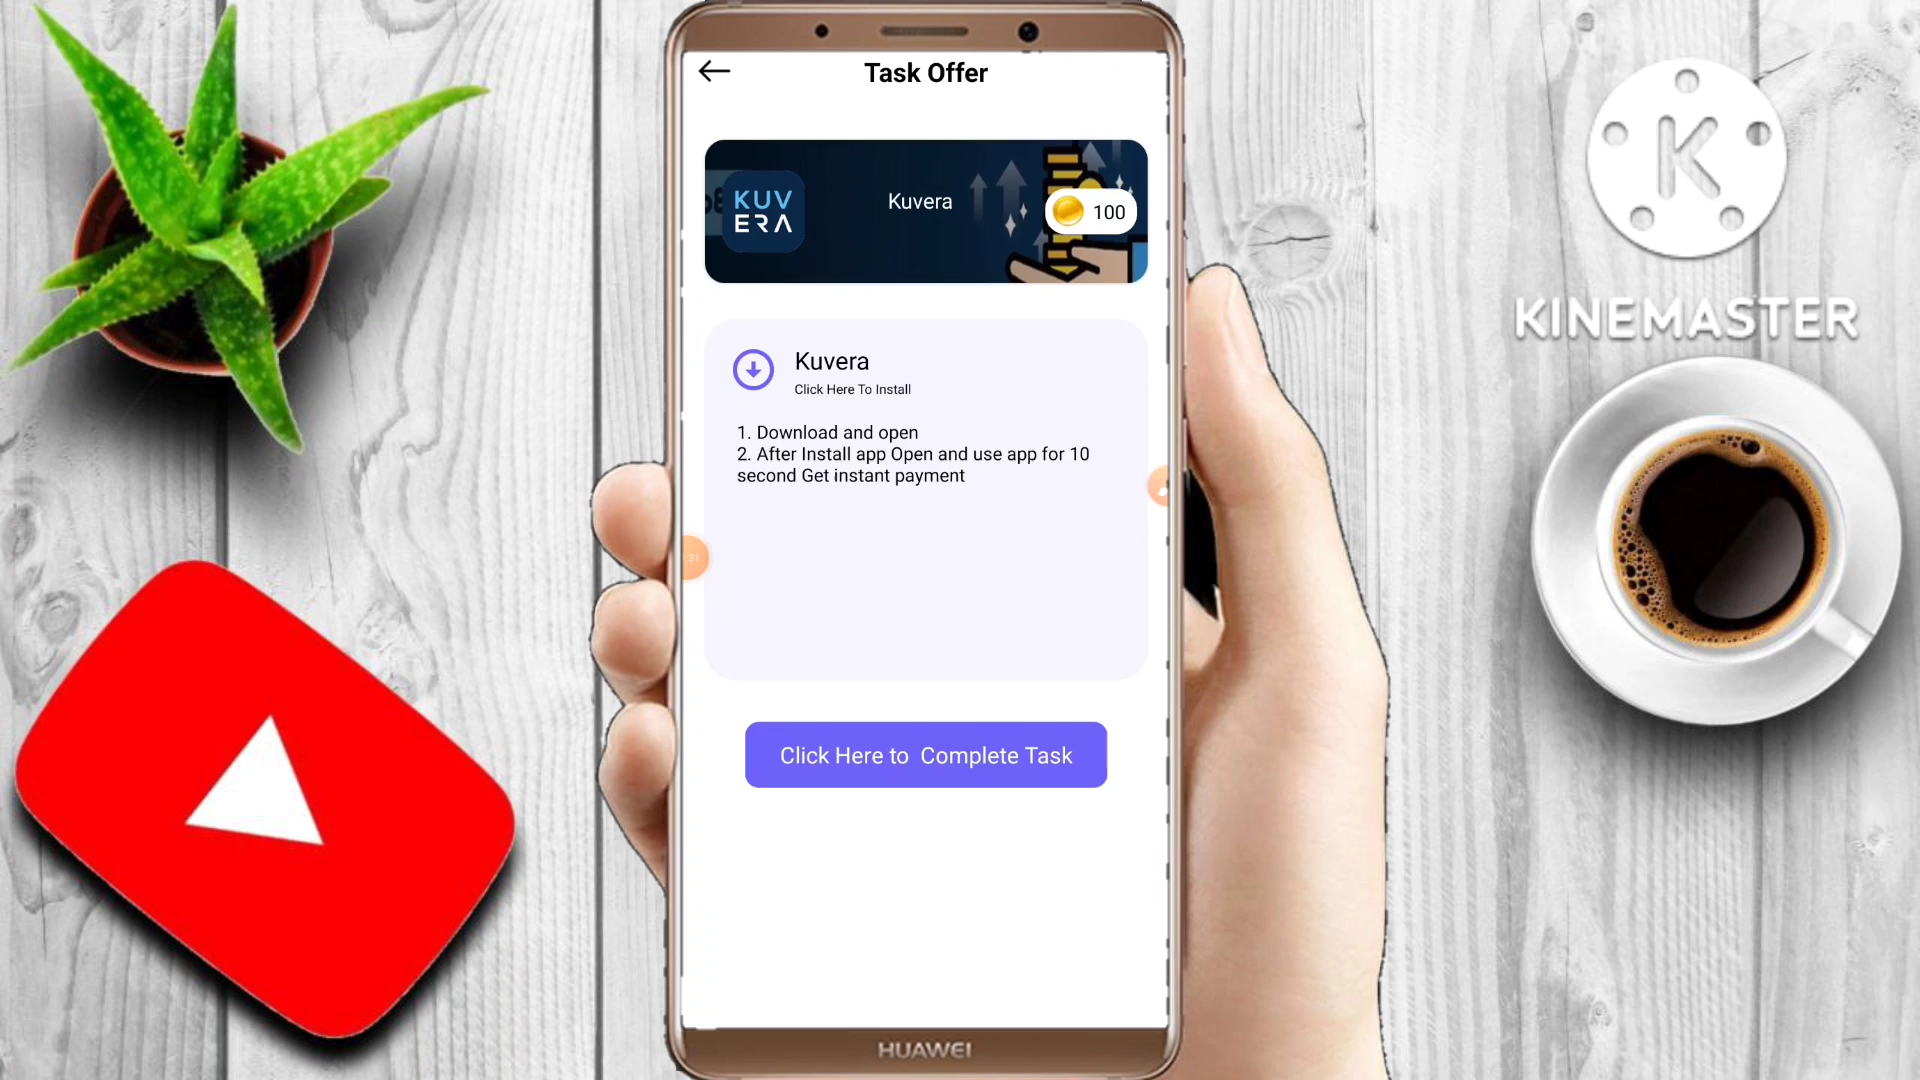 Task Offer
KUV
ERA
Kuvera
100
Kuvera
Click Here To Install
1. Download and open
2. After Install app Open and use app for 10
second Get instant payment
31
Click Here to  Complete Task
HUAWEI
K
KINEMASTER